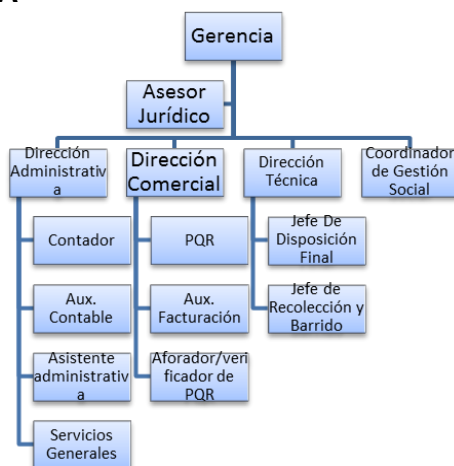 Gerencia
Asesor
Jurídico
Dirección
Administrativ
a
Dirección
Comercial
Dirección
Técnica
Coordinador
de Gestión
Social
Contador
PQR
Jefe De
Disposición
Final
Aux.
Contable
Aux.
Facturación
Jefe de
Recolección y
Barrido
Asistente
administrativ
a
Aforador/veri
ficador de
PQR
Servicios
Generales